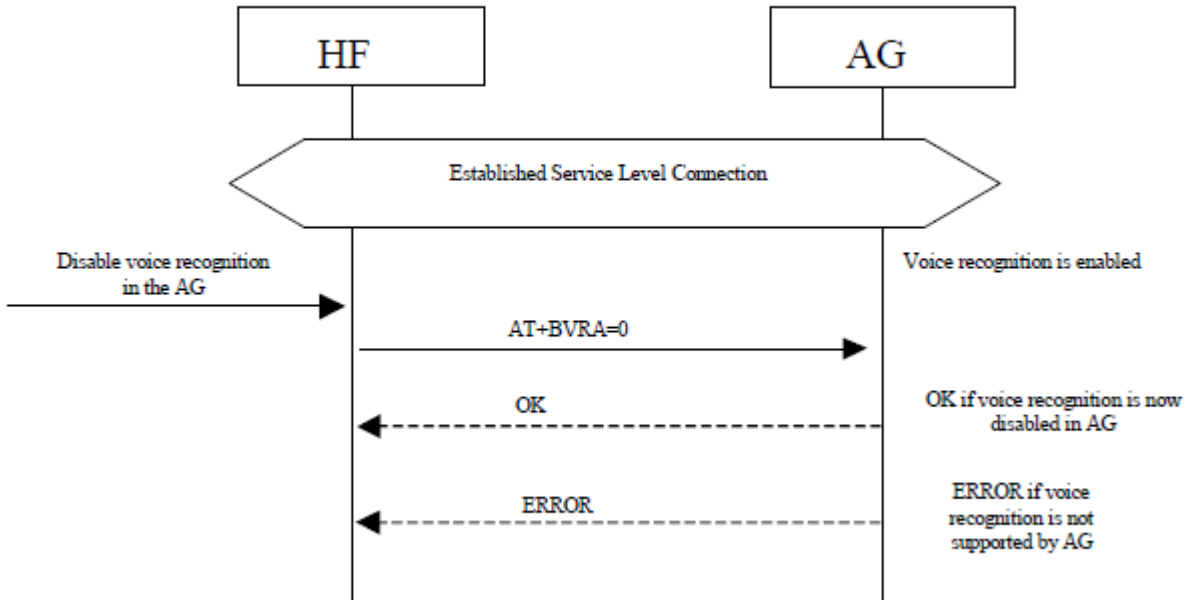 HF
AG
Established Service Level Connection
Disable voice recognition
in the AG
Voice recognition is enabled
AT+BVRA=0
OK
OK if voice recognition is now
disabled in AG
ERROR
ERROR if voice
recognition is not
supported by AG